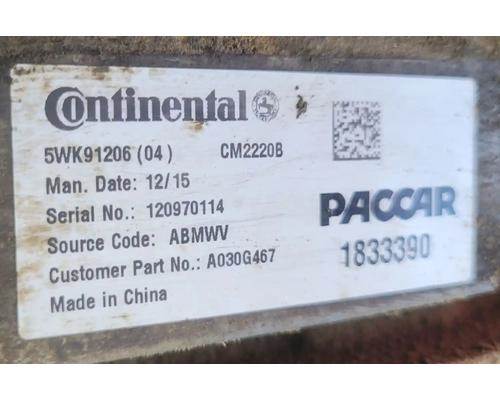 Continental
5WK91206 (04 ) CM2220B
Man. Date: 12/15
Serial No.: 120970114
Source Code: ABMWV
Customer Part No.: A030G467
Made in China
PACCAR
1833390